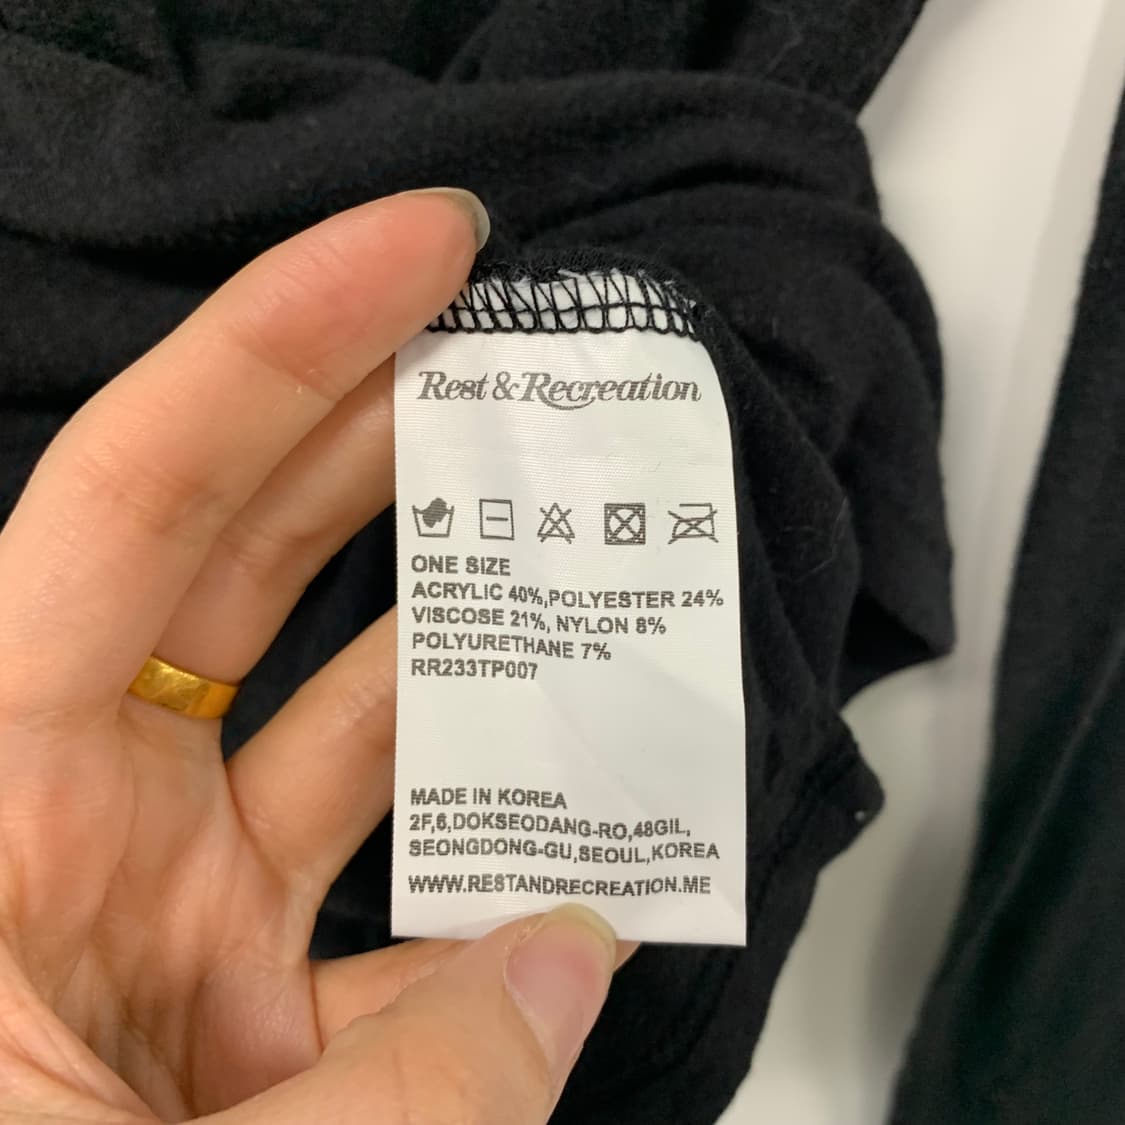 Rest & Recreation
ONE SIZE
ACRYLIC 40%,POLYESTER 24%
VISCOSE 21%, NYLON 8%
POLYURETHANE 7%
RR233TP007
MADE IN KOREA
2F,6,DOKSEODANG-RO,48GIL,
SEONGDONG-GU,SEOUL,KOREA
WWW.RESTANDRECREATION.ME